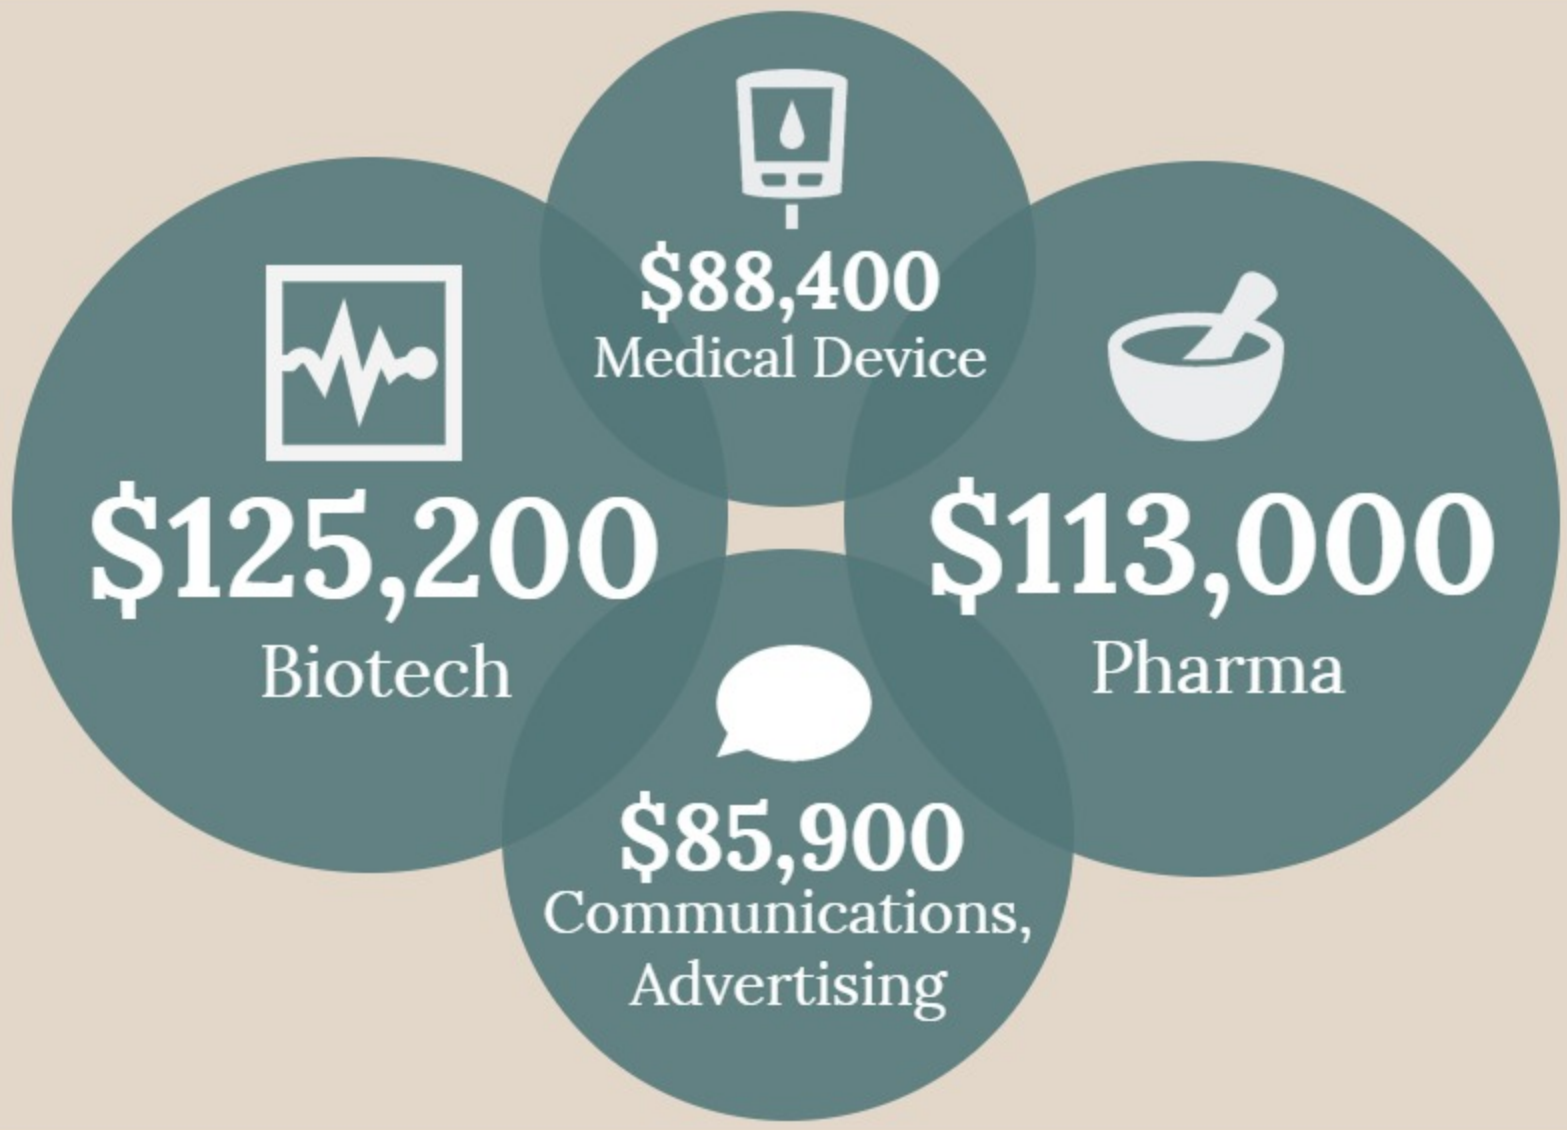 $88,400
Medical Device
$125,200
Biotech
$113,000
Pharma
$85,900
Communications,
Advertising